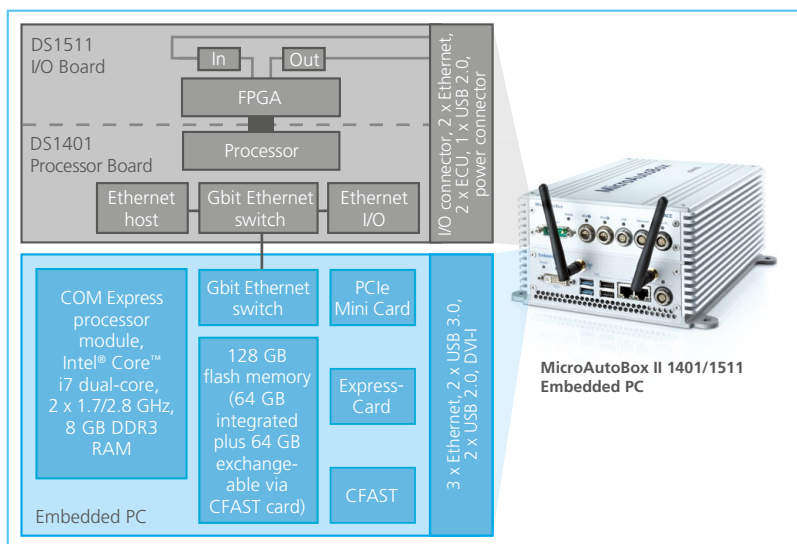 DS1511
I/O Board
In
Out
FPGA
DS1401
Processor Board
Processor
Ethernet
host
Gbit Ethernet
switch
Ethernet
I/O
I/O connector, 2 x Ethernet,
2 x ECU, 1 x USB 2.0,
power connector
COM Express
processor
module,
Intel® Core™
i7 dual-core,
2 x 1.7/2.8 GHz,
8 GB DDR3
RAM
Gbit Ethernet
switch
PCIe
Mini Card
128 GB
flash memory
(64 GB
integrated
plus 64 GB
exchange-
able via
CFAST card)
Express-
Card
CFAST
Embedded PC
3 x Ethernet, 2 x USB 3.0,
2 x USB 2.0, DVI-I
MicroAutoBox
MicroAutoBox II 1401/1511
Embedded PC